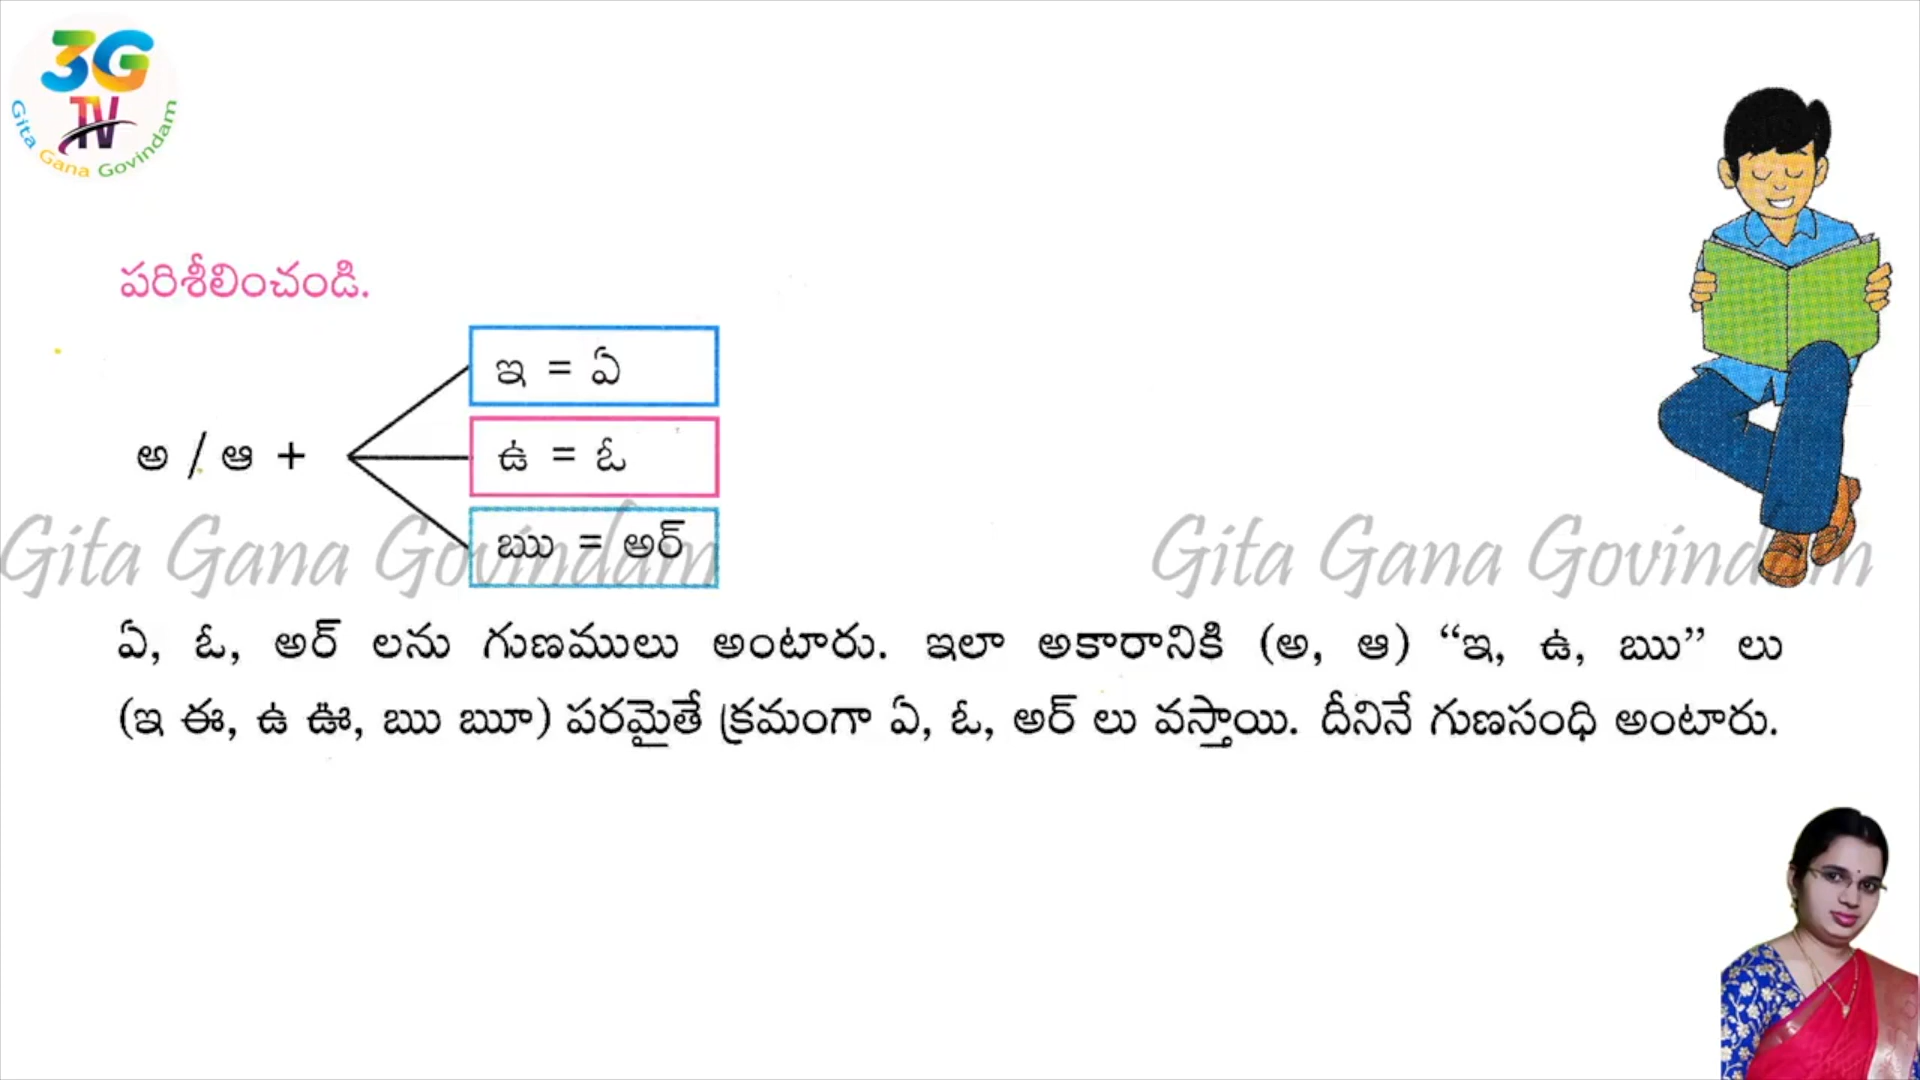 3G
TV
Gita Gana Govindam
పరిశీలించండి.
ఇ = ఏ
అ / ఆ + ఉ = ఓ
ఋ = అర్
Gita Gana Govindam Gita Gana Govindam
ఏ, ఓ, అర్ లను గుణములు అంటారు. ఇలా అకారానికి (అ, ఆ) “ఇ, ఉ, ఋ” లు
(ఇ ఈ, ఉ ఊ, ఋ ౠ) పరమైతే క్రమంగా ఏ, ఓ, అర్ లు వస్తాయి. దీనినే గుణసంధి అంటారు.